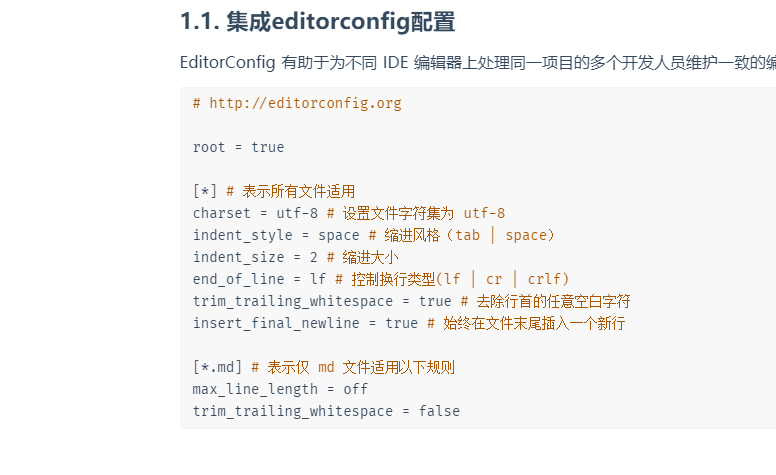 1.1. 集成editorconfig配置
EditorConfig 有助于为不同 IDE 编辑器上处理同一项目的多个开发人员维护一致的
# http://editorconfig.org
root = true
[*] # 表示所有文件适用
charset = utf-8 # 设置文件字符集为 utf-8
indent_style = space # 缩进风格（tab | space）
indent_size = 2 # 缩进大小
end_of_line = lf # 控制换行类型(lf | cr | crlf)
trim_trailing_whitespace = true # 去除行首的任意空白字符
insert_final_newline = true # 始终在文件末尾插入一个新行
[*.md] # 表示仅 md 文件适用以下规则
max_line_length = off
trim_trailing_whitespace = false